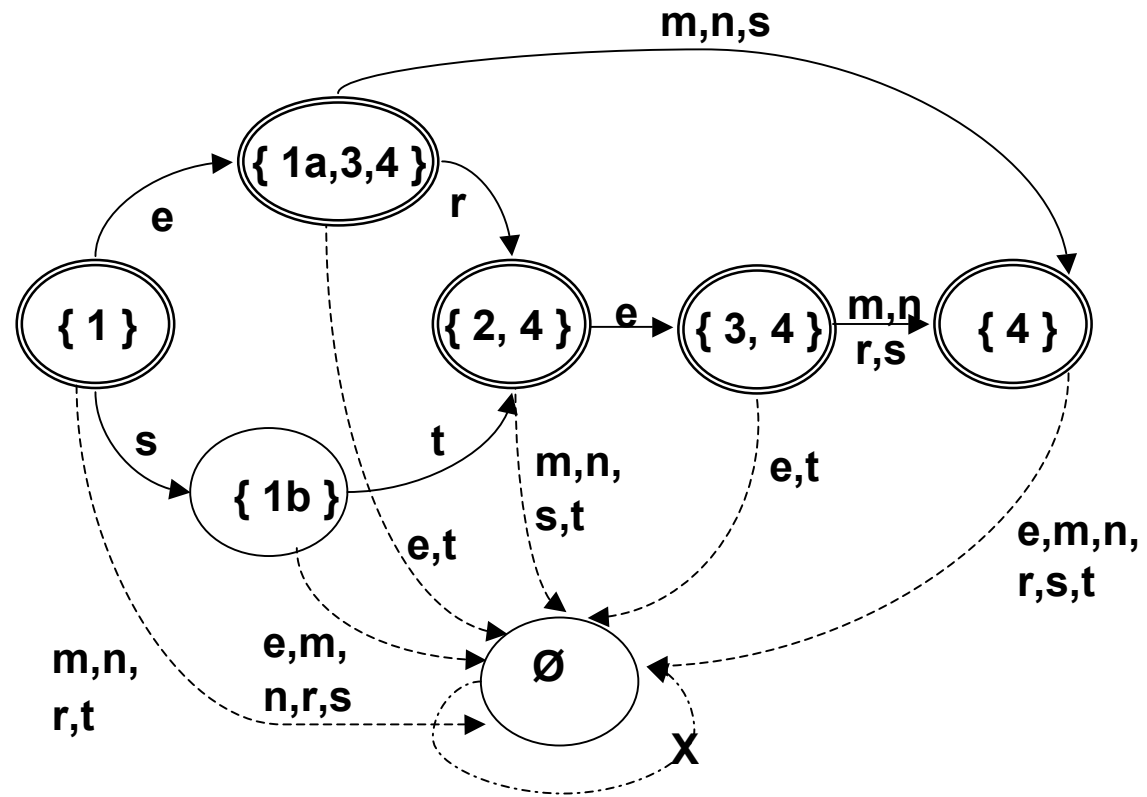 m,n,s
{ 1a,3,4 }
r
e
{ 1 }
{ 2, 4 }
e
{ 3, 4 }
m,n
r,s
{ 4 }
s
{ 1b }
t
m,n,
s,t
e,t
e,t
e,m,n,
r,s,t
m,n,
r,t
e,m,
n,r,s
Ø
X